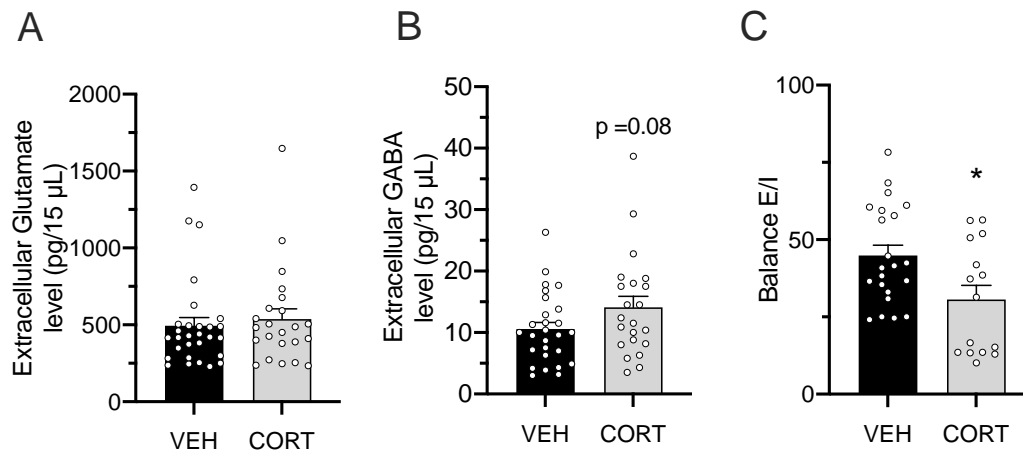 A
Extracellular Glutamate
level (pg/15 µL)
2000
1500
1000
500
0
VEH
CORT
B
Extracellular GABA
level (pg/15 µL)
50
40
30
20
10
0
p =0.08
VEH
CORT
C
Balance E/I
100
50
0
*
VEH
CORT